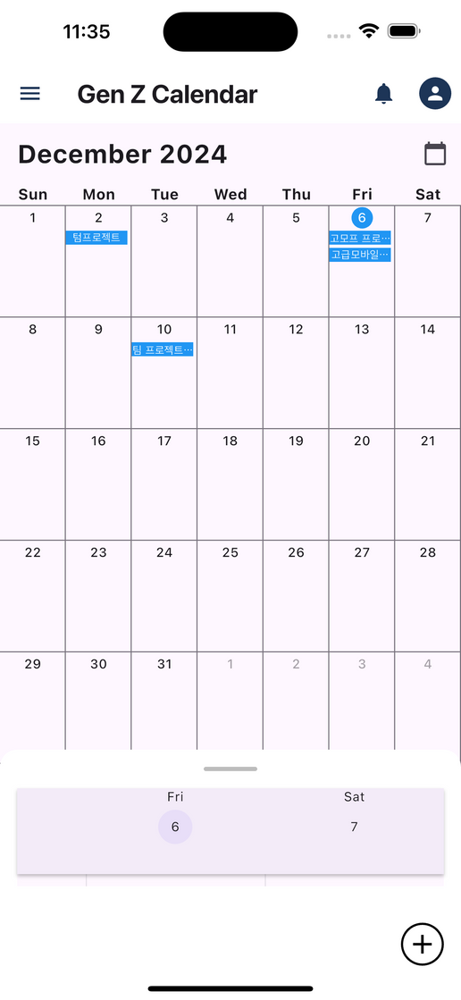 11:35
Gen Z Calendar
December 2024
Sun Mon Tue Wed Thu Fri Sat
1 2 3 4 5 6 7
텀프로젝트 고모프 프로…
고급모바일…
8 9 10 11 12 13 14
팀 프로젝트…
15 16 17 18 19 20 21
22 23 24 25 26 27 28
29 30 31 1 2 3 4
Fri Sat
6 7